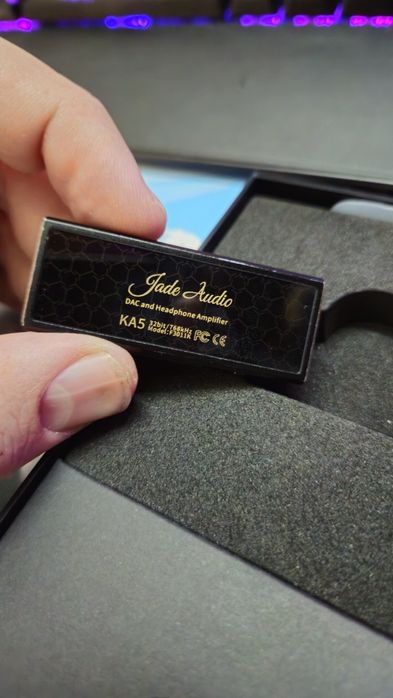 Jade Audio
DAC and Headphone Amplifier
KA5 32bit/768kHz
Model:F3011K FC CE